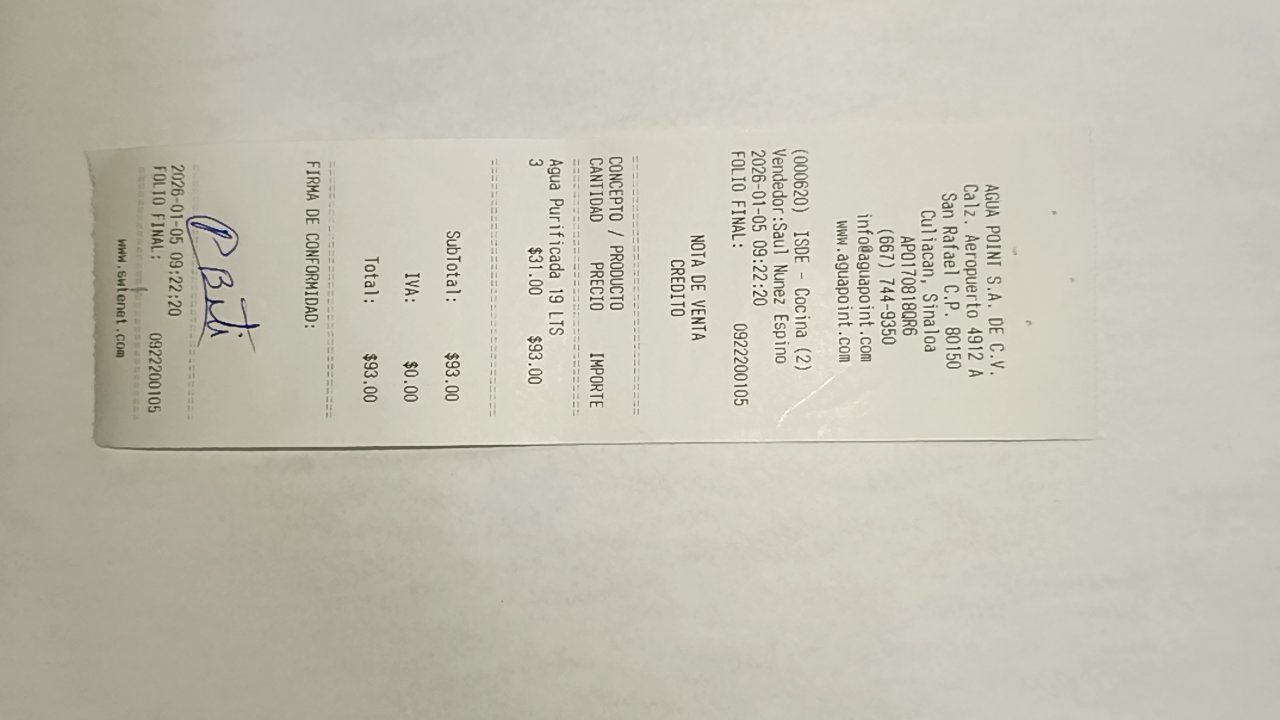 AGUA POINT S.A. DE C.V.
Calz. Aeropuerto 4912 A
San Rafael C.P. 80150
Culiacan, Sinaloa
APO170818QR6
(667) 744-9350
info@aguapoint.com
www.aguapoint.com
(000620) ISDE - Cocina (2)
Vendedor:Saul Nunez Espino
2026-01-05 09:22:20
FOLIO FINAL: 0922200105
NOTA DE VENTA
CREDITO
CONCEPTO / PRODUCTO
CANTIDAD PRECIO IMPORTE
Agua Purificada 19 LTS
3 $31.00 $93.00
SubTotal: $93.00
IVA: $0.00
Total: $93.00
FIRMA DE CONFORMIDAD:
2026-01-05 09:22:20
FOLIO FINAL: 0922200105
www.swtenet.com